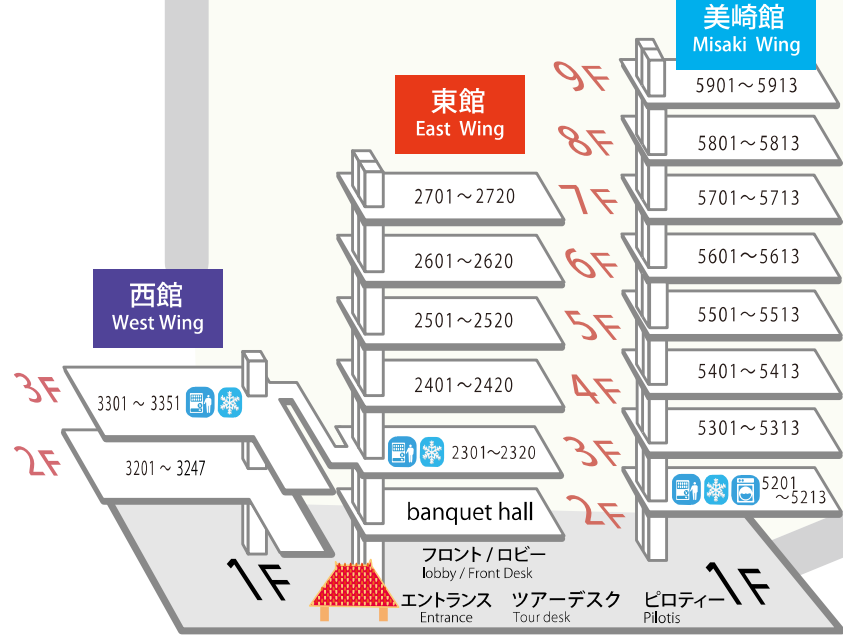 美崎館
Misaki Wing
9F
5901～5913
東館
East Wing
8F
5801～5813
7F
2701～2720
5701～5713
6F
2601～2620
5601～5613
西館
West Wing
5F
2501～2520
5501～5513
3F
3301～3351
4F
2401～2420
5401～5413
2F
3201～3247
3F
2301～2320
5301～5313
2F
banquet hall
5201
～5213
1F
フロント / ロビー
lobby / Front Desk
エントランス
Entrance
ツアーデスク
Tour desk
ピロティー
Pilotis
1F